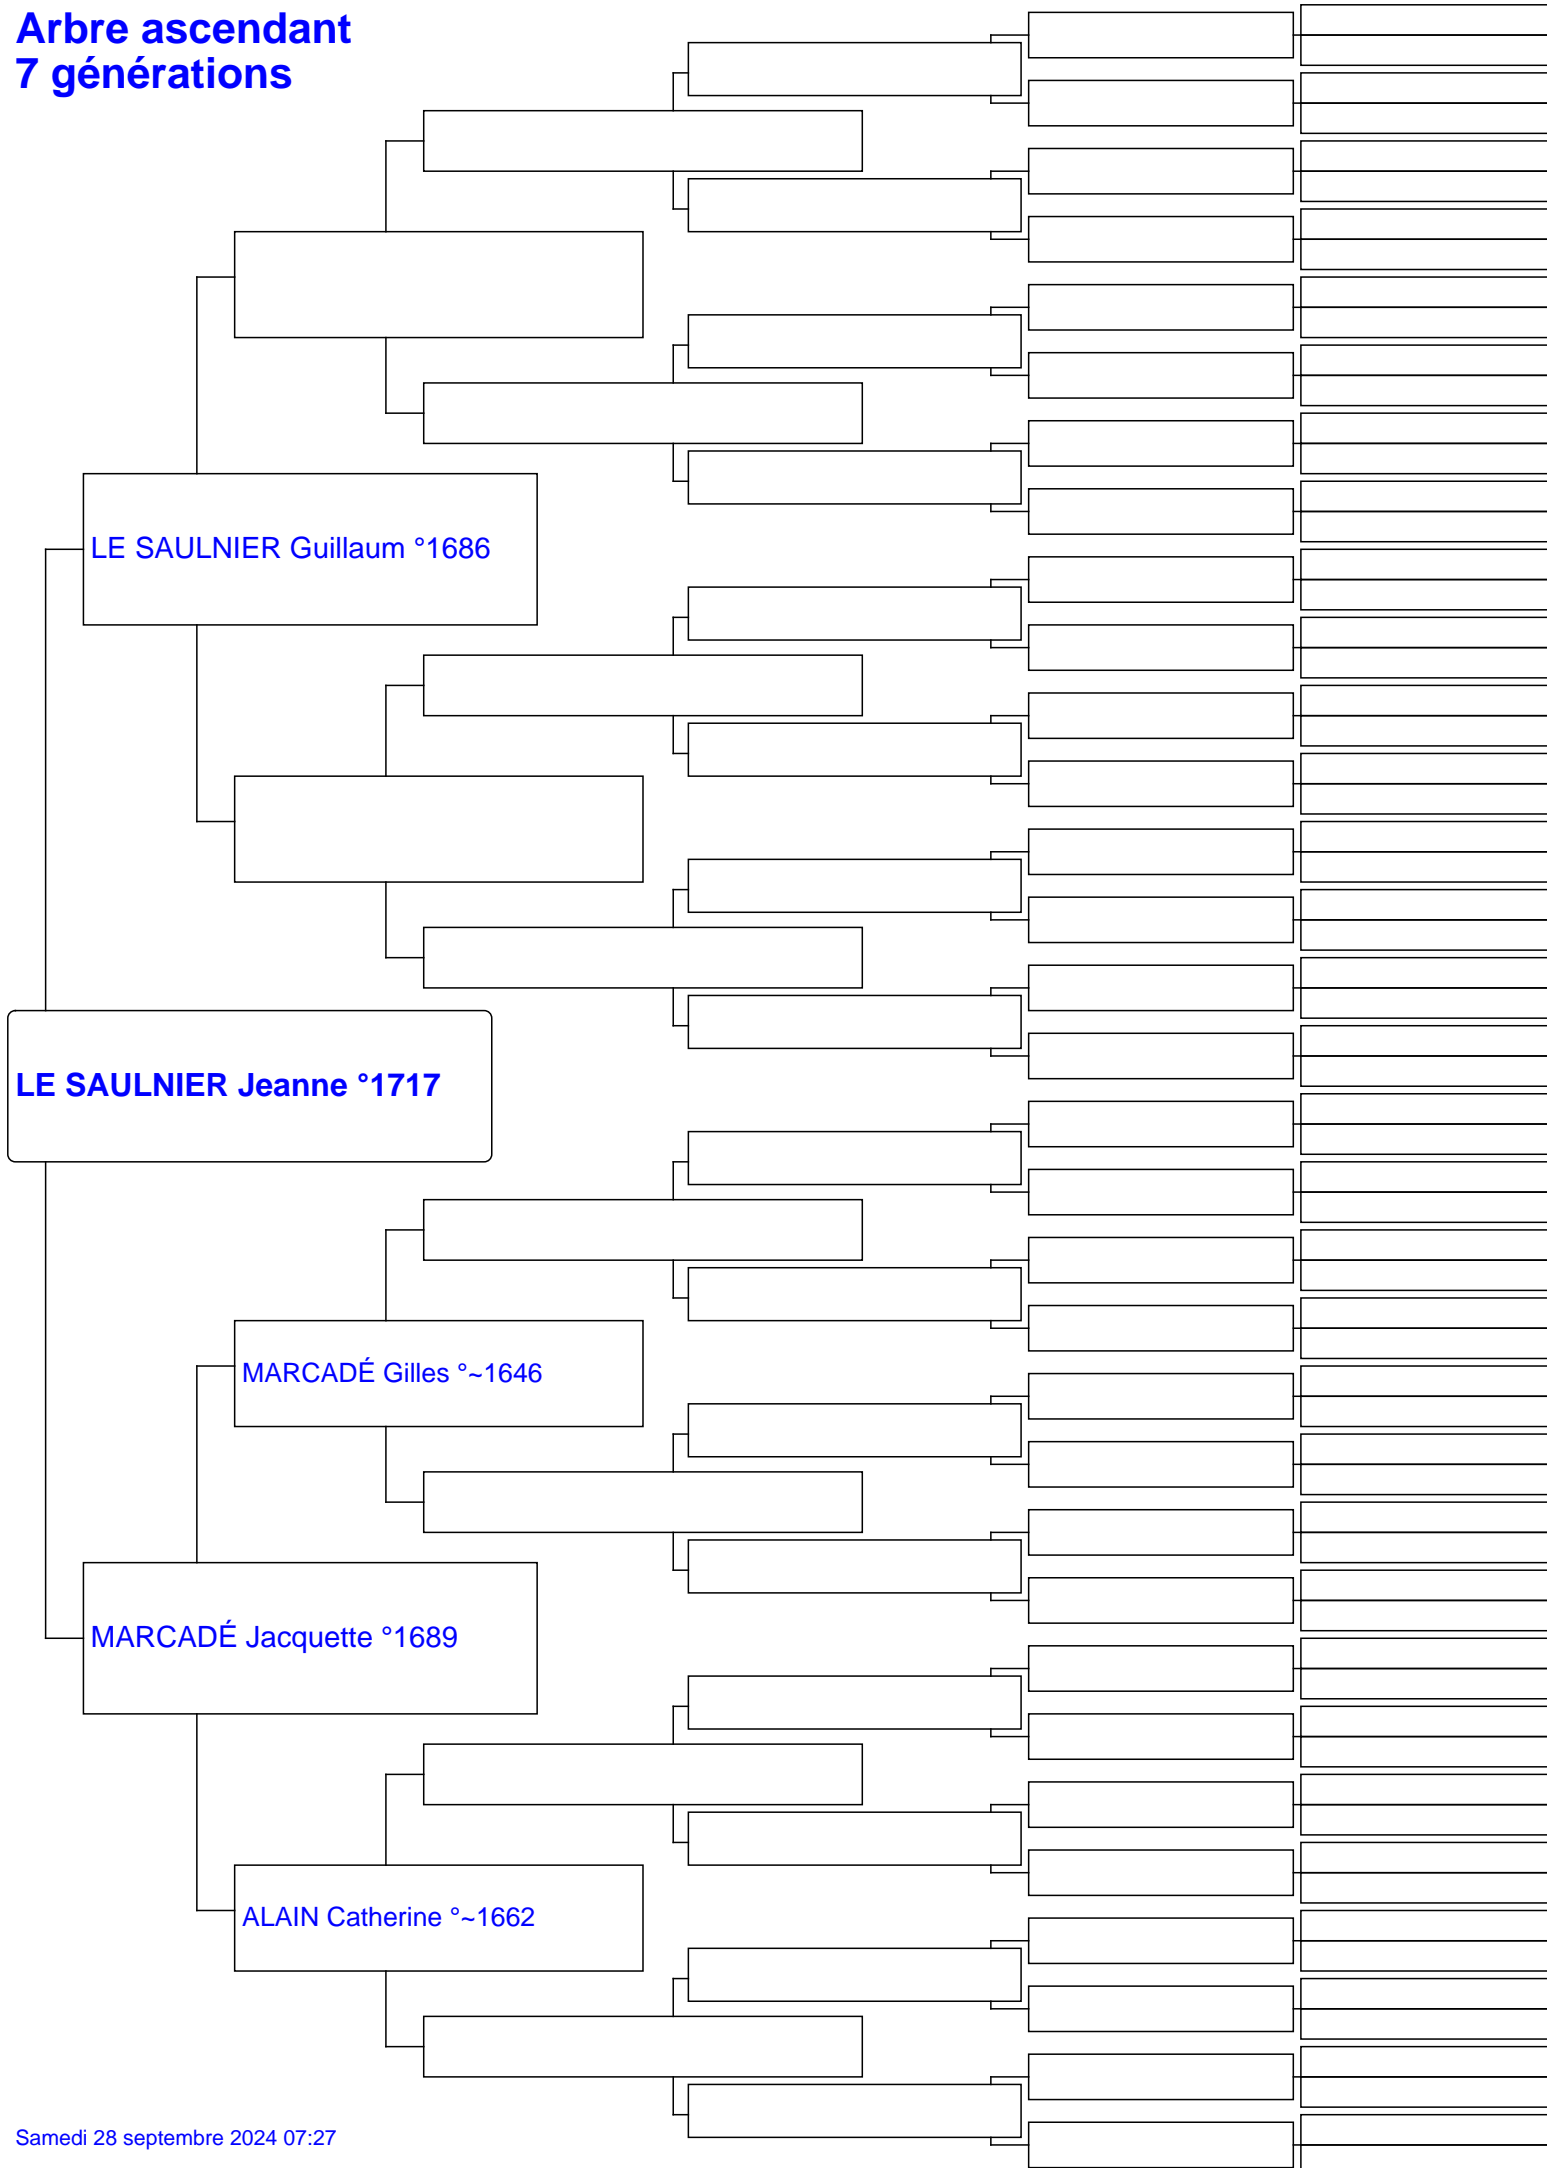 Arbre ascendant
7 générations
LE SAULNIER Guillaum °1686
LE SAULNIER Jeanne °1717
MARCADÉ Gilles °~1646
MARCADÉ Jacquette °1689
ALAIN Catherine °~1662
Samedi 28 septembre 2024 07:27